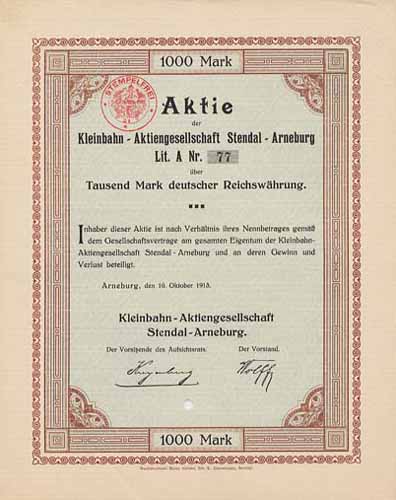 1000 Mark
STEMPELFREI
Aktie
der
Kleinbahn - Aktiengesellschaft Stendal - Arneburg
Lit. A Nr. 77
über
Tausend Mark deutscher Reichswährung.
Inhaber dieser Aktie ist nach Verhältnis ihres Nennbetrages gemäß
dem Gesellschaftsvertrage am gesamten Eigentum der Kleinbahn-
Aktiengesellschaft Stendal - Arneburg und an deren Gewinn und
Verlust beteiligt.
Arneburg, den 16. Oktober 1913.
Kleinbahn - Aktiengesellschaft
Stendal-Arneburg.
Der Vorsitzende des Aufsichtsrats. Der Vorstand.
Wolff
1000 Mark